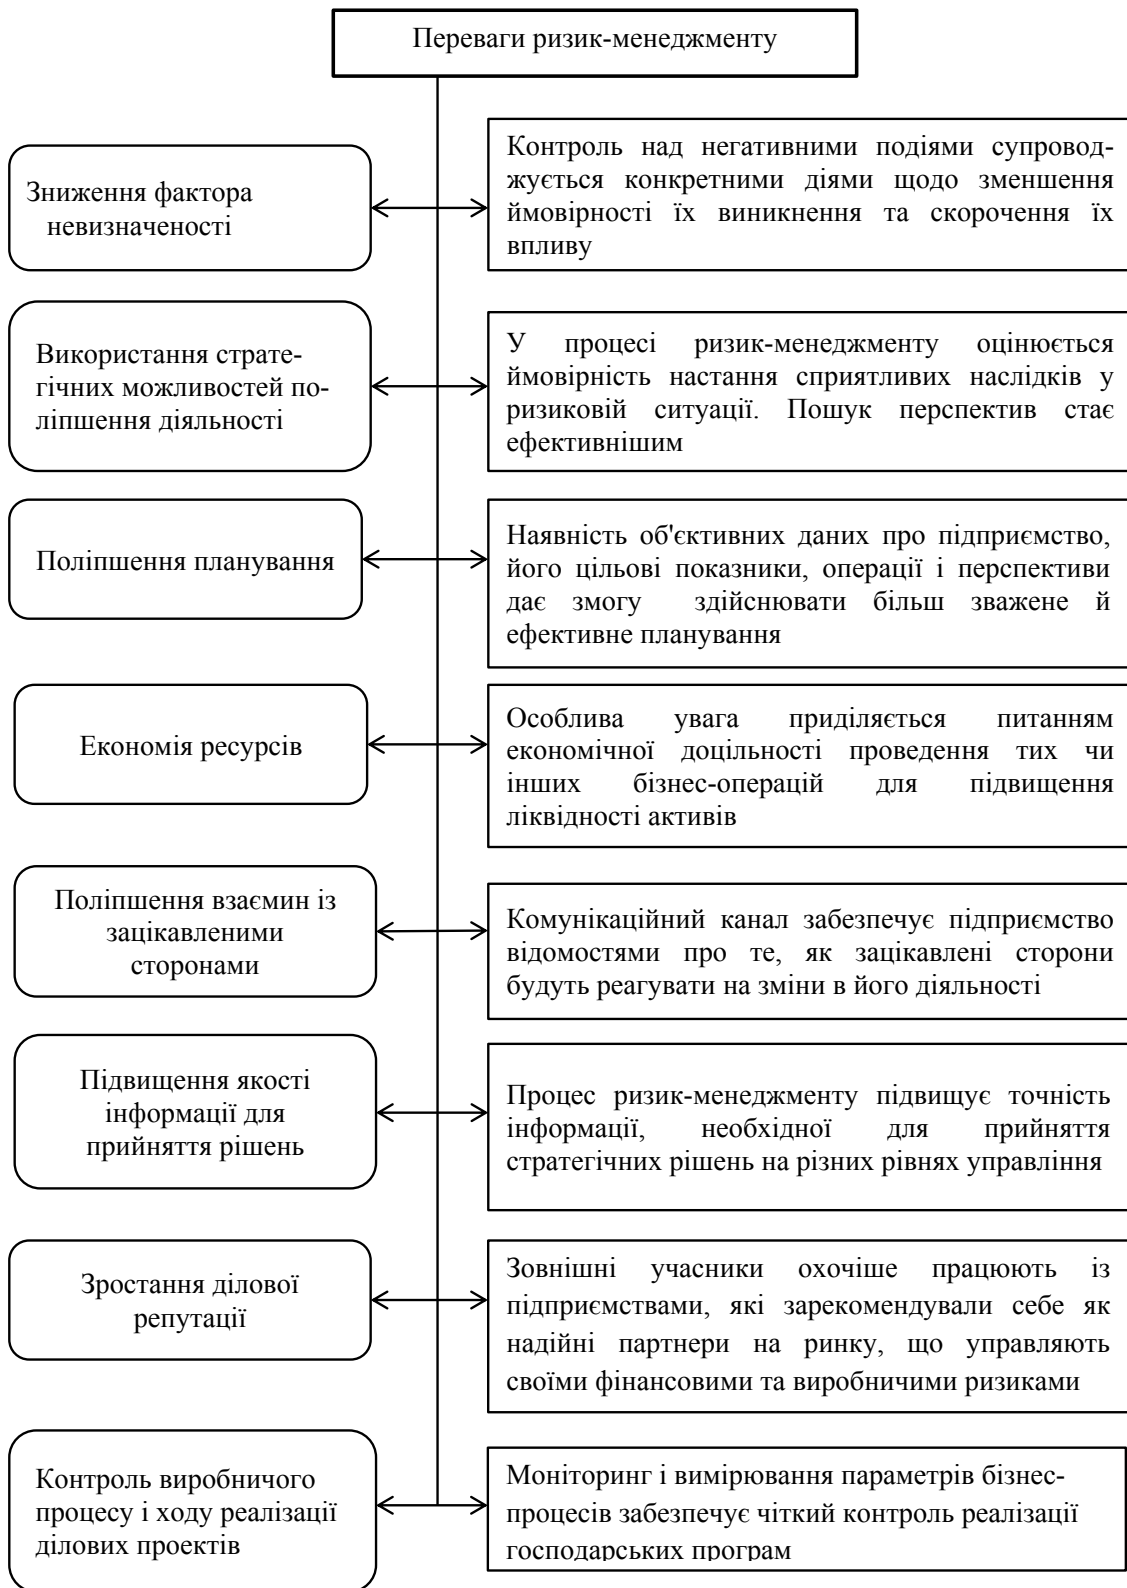 Переваги ризик-менеджменту
Зниження фактора
невизначеності
Контроль над негативними подіями супровод-
жується конкретними діями щодо зменшення
ймовірності їх виникнення та скорочення їх
впливу
Використання страте-
гічних можливостей по-
ліпшення діяльності
У процесі ризик-менеджменту оцінюється
ймовірність настання сприятливих наслідків у
ризиковій ситуації. Пошук перспектив стає
ефективнішим
Поліпшення планування
Наявність об'єктивних даних про підприємство,
його цільові показники, операції і перспективи
дає змогу здійснювати більш зважене й
ефективне планування
Економія ресурсів
Особлива увага приділяється питанням
економічної доцільності проведення тих чи
інших бізнес-операцій для підвищення
ліквідності активів
Поліпшення взаємин із
зацікавленими
сторонами
Комунікаційний канал забезпечує підприємство
відомостями про те, як зацікавлені сторони
будуть реагувати на зміни в його діяльності
Підвищення якості
інформації для
прийняття рішень
Процес ризик-менеджменту підвищує точність
інформації, необхідної для прийняття
стратегічних рішень на різних рівнях управління
Зростання ділової
репутації
Зовнішні учасники охочіше працюють із
підприємствами, які зарекомендували себе як
надійні партнери на ринку, що управляють
своїми фінансовими та виробничими ризиками
Контроль виробничого
процесу і ходу реалізації
ділових проектів
Моніторинг і вимірювання параметрів бізнес-
процесів забезпечує чіткий контроль реалізації
господарських програм